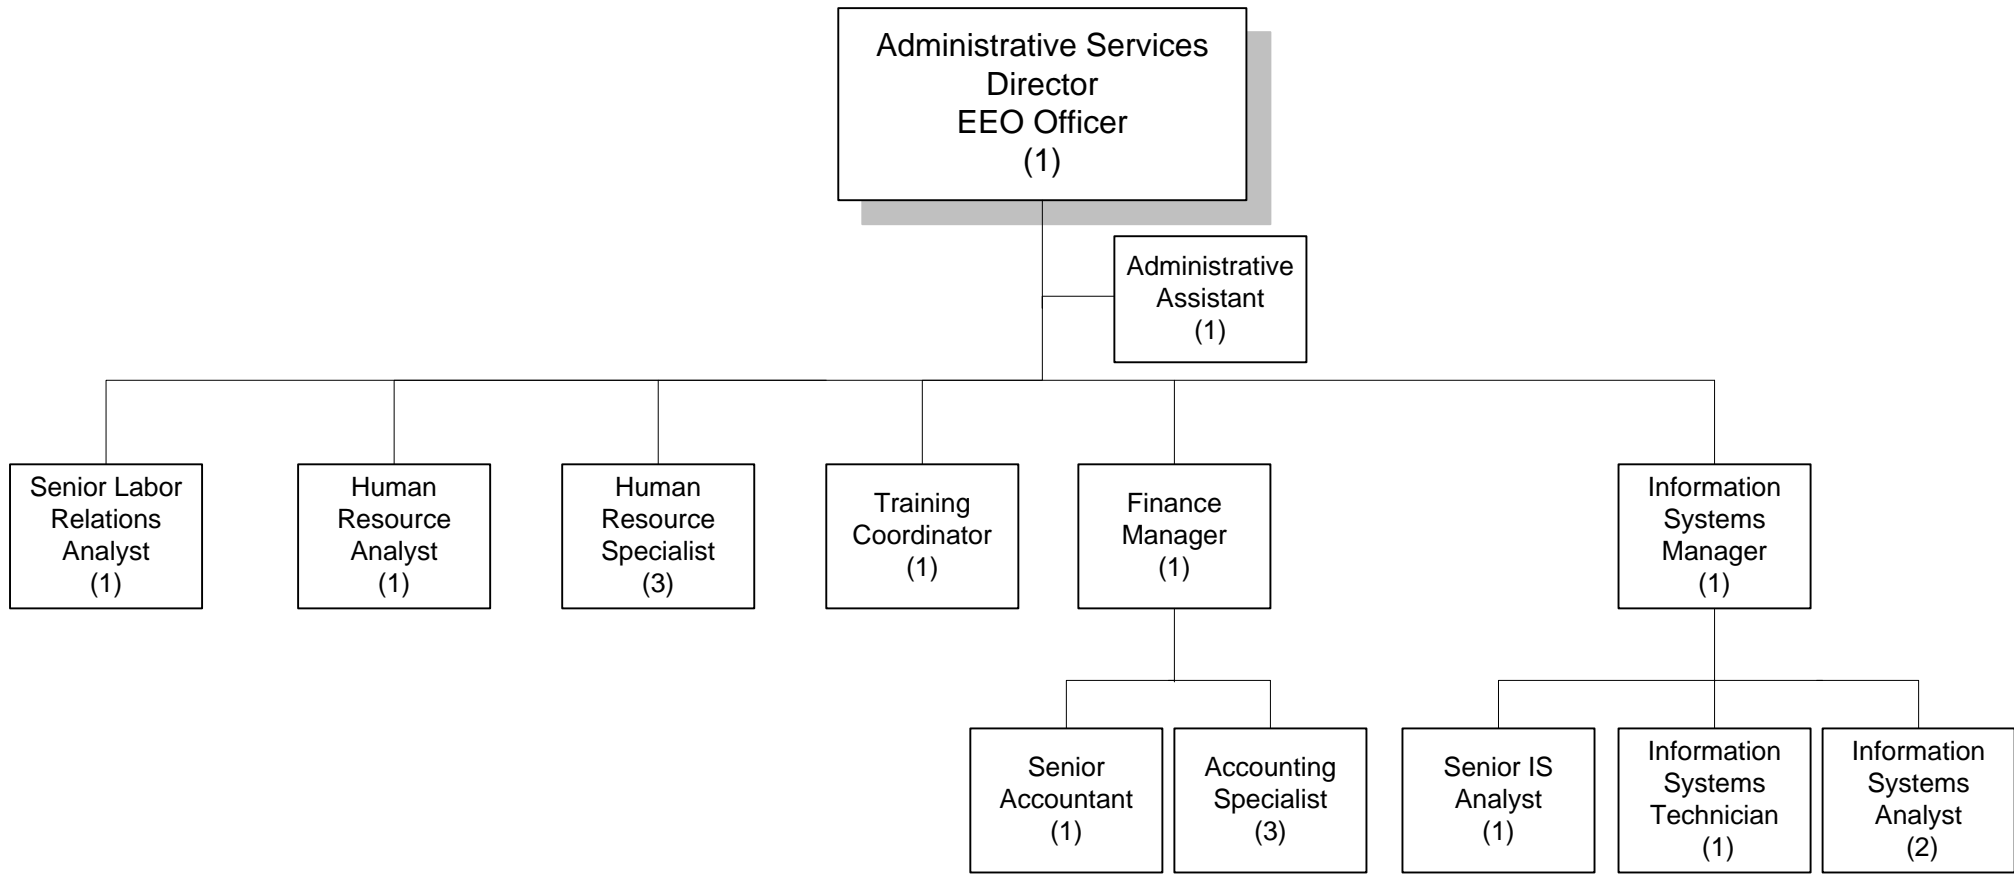 Administrative Services
Director
EEO Officer
(1)
Administrative
Assistant
(1)
Senior Labor
Relations
Analyst
(1)
Human
Resource
Analyst
(1)
Human
Resource
Specialist
(3)
Training
Coordinator
(1)
Finance
Manager
(1)
Information
Systems
Manager
(1)
Senior
Accountant
(1)
Accounting
Specialist
(3)
Senior IS
Analyst
(1)
Information
Systems
Technician
(1)
Information
Systems
Analyst
(2)